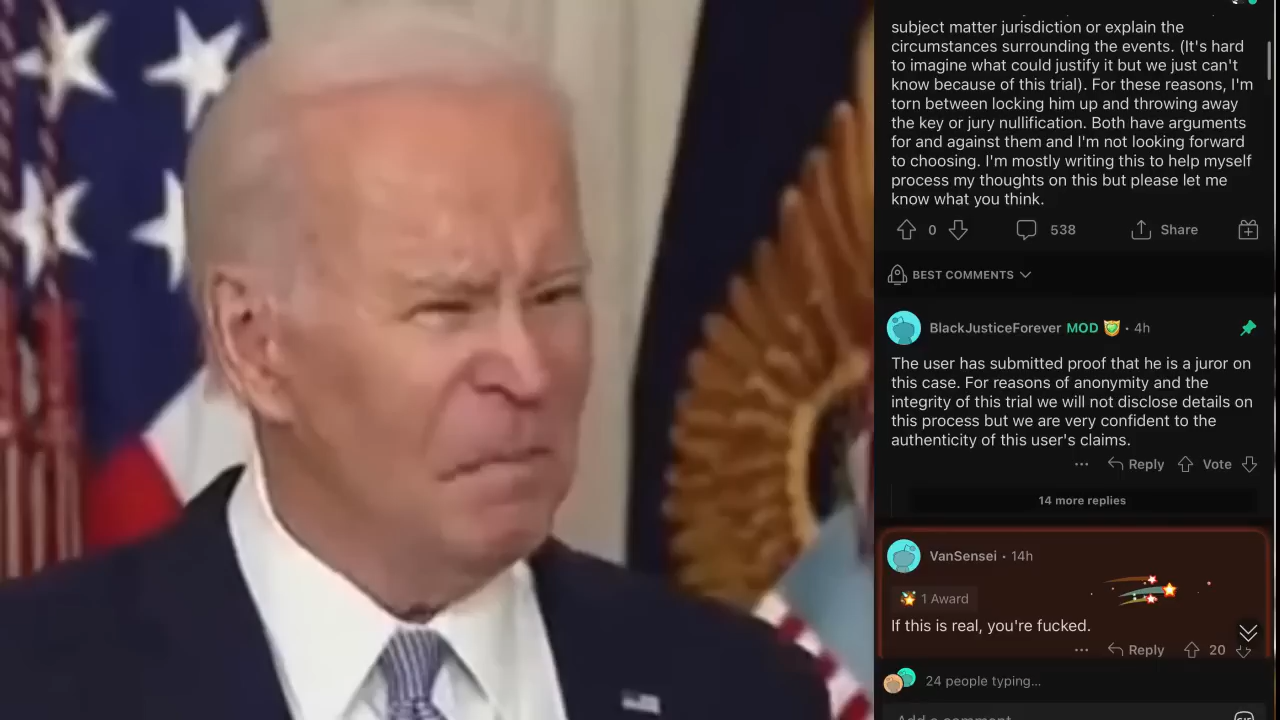 subject matter jurisdiction or explain the
circumstances surrounding the events. (It's hard
to imagine what could justify it but we just can't
know because of this trial). For these reasons, I'm
torn between locking him up and throwing away
the key or jury nullification. Both have arguments
for and against them and I'm not looking forward
to choosing. I'm mostly writing this to help myself
process my thoughts on this but please let me
know what you think.
0 538 Share
BEST COMMENTS
BlackJusticeForever MOD • 4h
The user has submitted proof that he is a juror on
this case. For reasons of anonymity and the
integrity of this trial we will not disclose details on
this process but we are very confident to the
authenticity of this user's claims.
Reply Vote
14 more replies
VanSensei • 14h
1 Award
If this is real, you're fucked.
Reply 20
24 people typing...
Add a comment
GIF